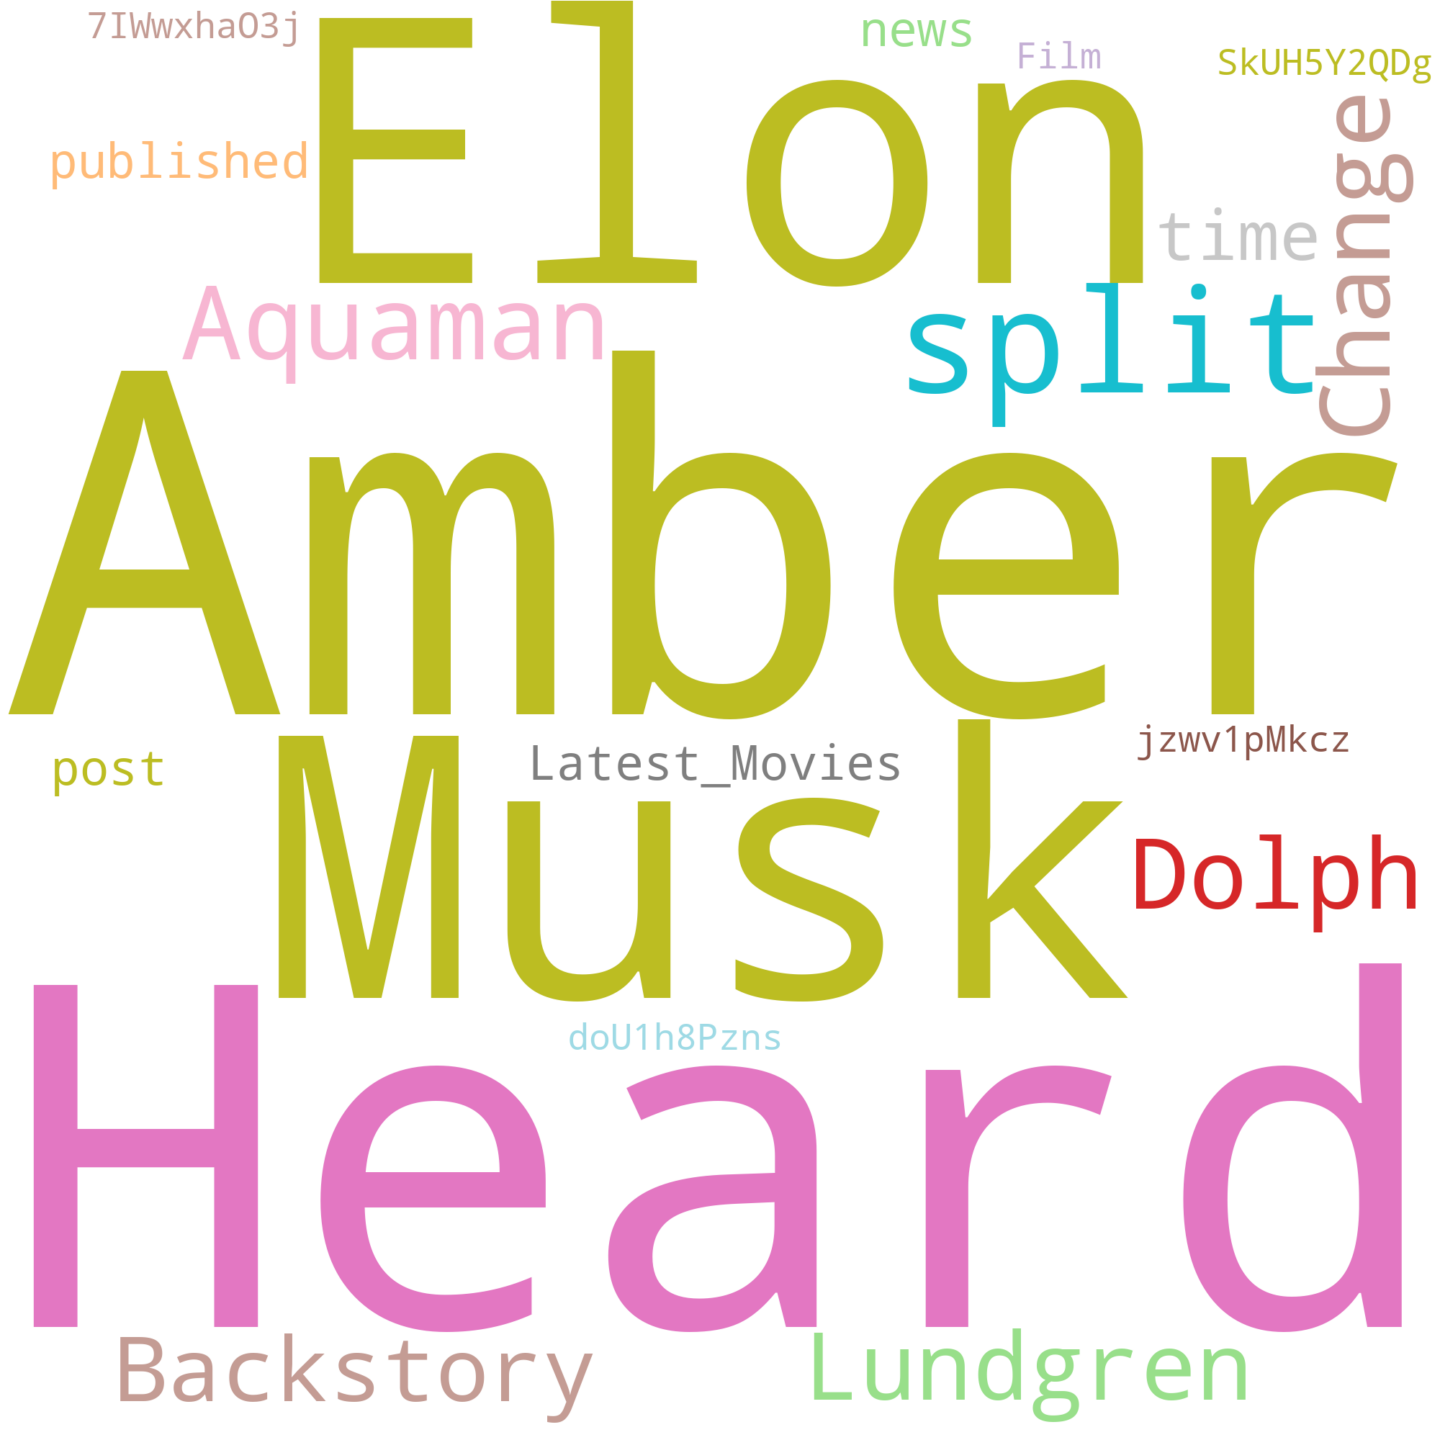 7IWwxhaO3j
news
Film
SkUH5Y2QDg
Elon
published
Change
time
Aquaman
split
Amber
Latest_Movies
jzwv1pMkcz
post
Musk
Dolph
doU1h8Pzns
Heard
Backstory
Lundgren